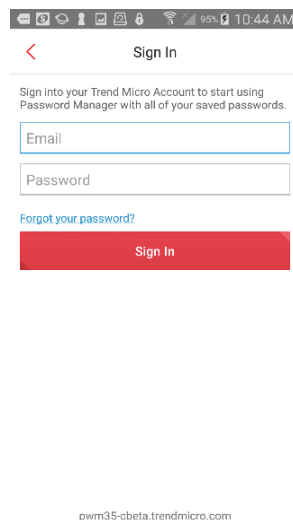 95% 10:44 AM
Sign In
Sign into your Trend Micro Account to start using
Password Manager with all of your saved passwords.
Email
Password
Forgot your password?
Sign In
pwm35-cbeta.trendmicro.com